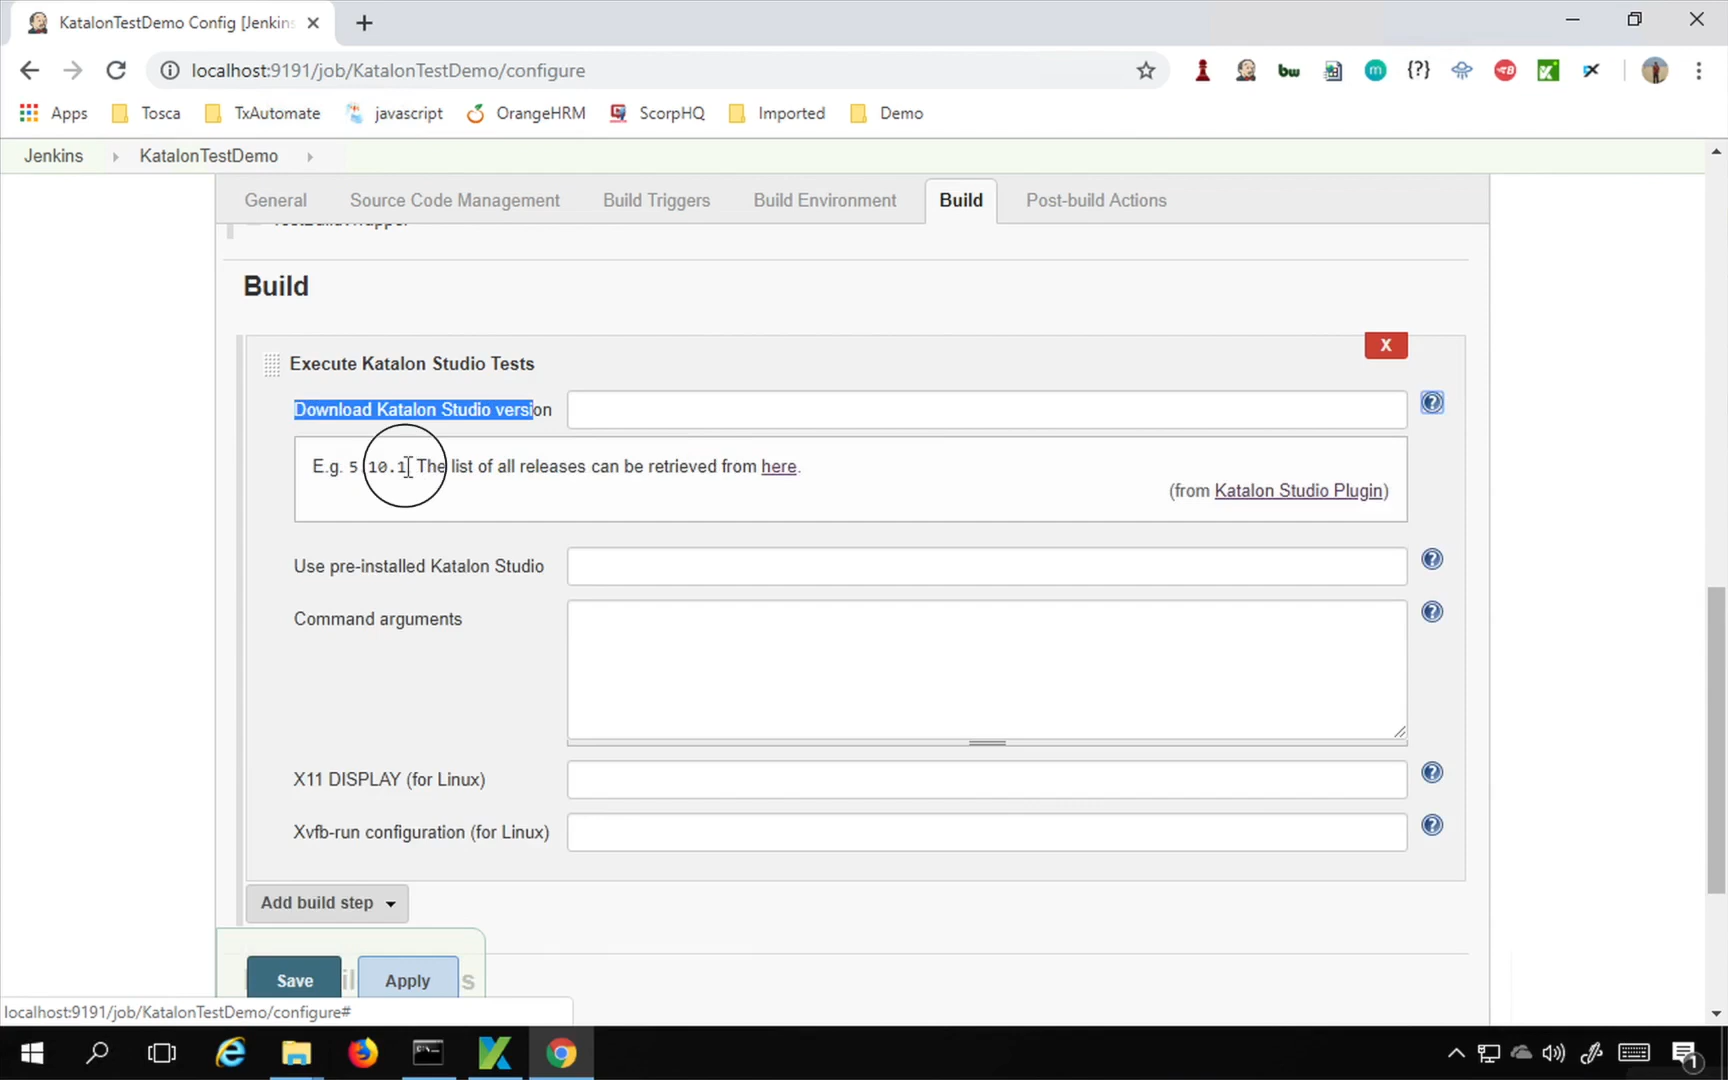 KatalonTestDemo Config [Jenkins
localhost:9191/job/KatalonTestDemo/configure
Apps Tosca TxAutomate javascript OrangeHRM ScorpHQ Imported Demo
Jenkins KatalonTestDemo
General Source Code Management Build Triggers Build Environment Build Post-build Actions
Build
X
Execute Katalon Studio Tests
Download Katalon Studio version
E.g. 5.10.1. The list of all releases can be retrieved from here.
(from Katalon Studio Plugin)
Use pre-installed Katalon Studio
Command arguments
X11 DISPLAY (for Linux)
Xvfb-run configuration (for Linux)
Add build step
Save Apply
localhost:9191/job/KatalonTestDemo/configure#
1